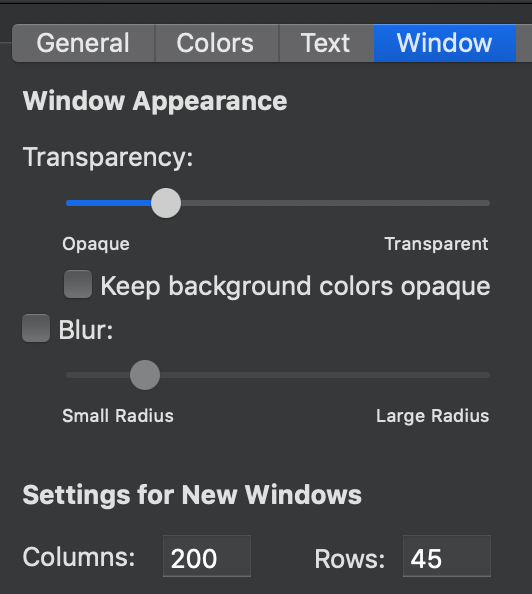 General Colors Text Window
Window Appearance
Transparency:
Opaque Transparent
Keep background colors opaque
Blur:
Small Radius Large Radius
Settings for New Windows
Columns: 200 Rows: 45